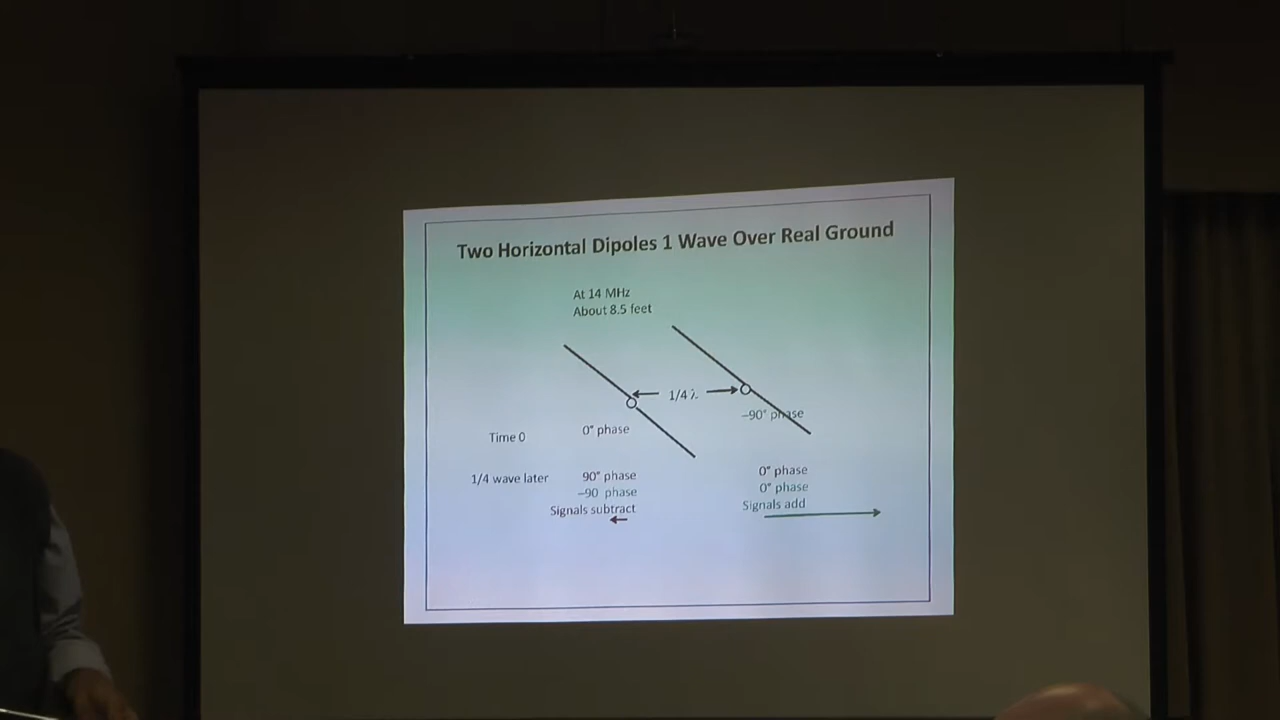 Two Horizontal Dipoles 1 Wave Over Real Ground
At 14 MHz
About 8.5 feet
1/4 λ
−90° phase
0° phase
Time 0
1/4 wave later
90° phase
−90 phase
Signals subtract
0° phase
0° phase
Signals add